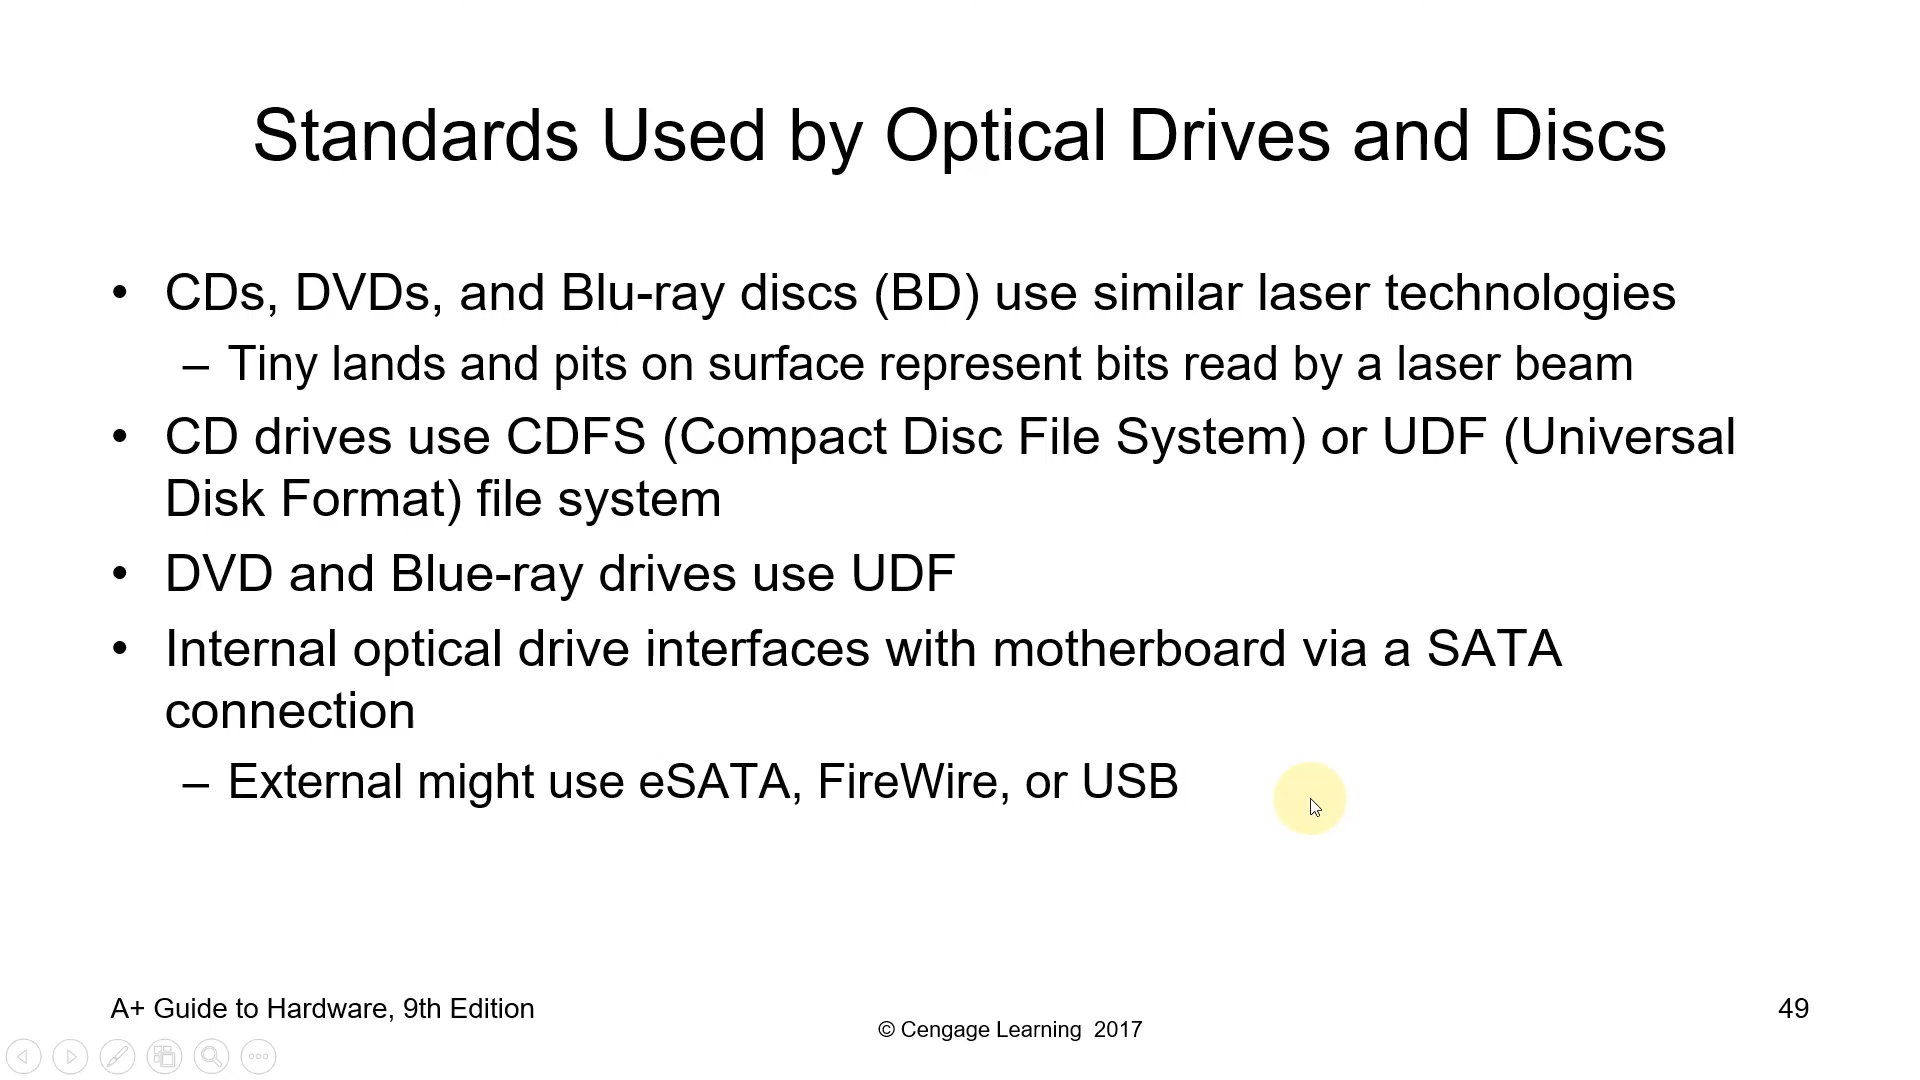 Standards Used by Optical Drives and Discs
• CDs, DVDs, and Blu-ray discs (BD) use similar laser technologies
– Tiny lands and pits on surface represent bits read by a laser beam
• CD drives use CDFS (Compact Disc File System) or UDF (Universal
Disk Format) file system
• DVD and Blue-ray drives use UDF
• Internal optical drive interfaces with motherboard via a SATA
connection
– External might use eSATA, FireWire, or USB
A+ Guide to Hardware, 9th Edition
© Cengage Learning 2017
49